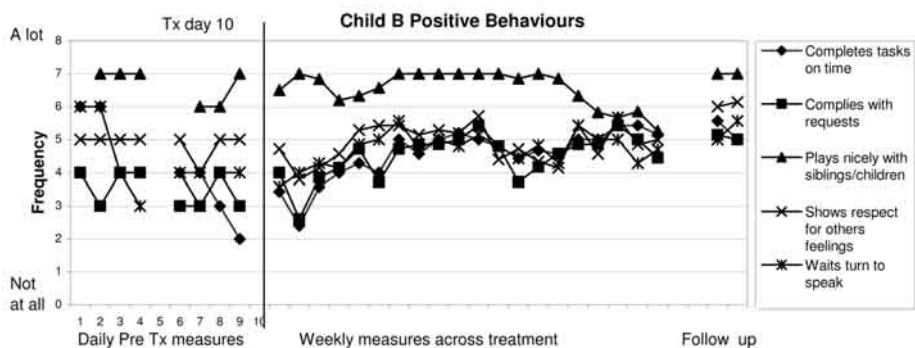 Tx day 10
Child B Positive Behaviours
A lot
8
7
6
5
4
3
2
1
0
Frequency
Not
at all
1 2 3 4 5 6 7 8 9 10
Daily Pre Tx measures
Weekly measures across treatment
Follow up
Completes tasks
on time
Complies with
requests
Plays nicely with
siblings/children
Shows respect for
others feelings
Waits turn to
speak